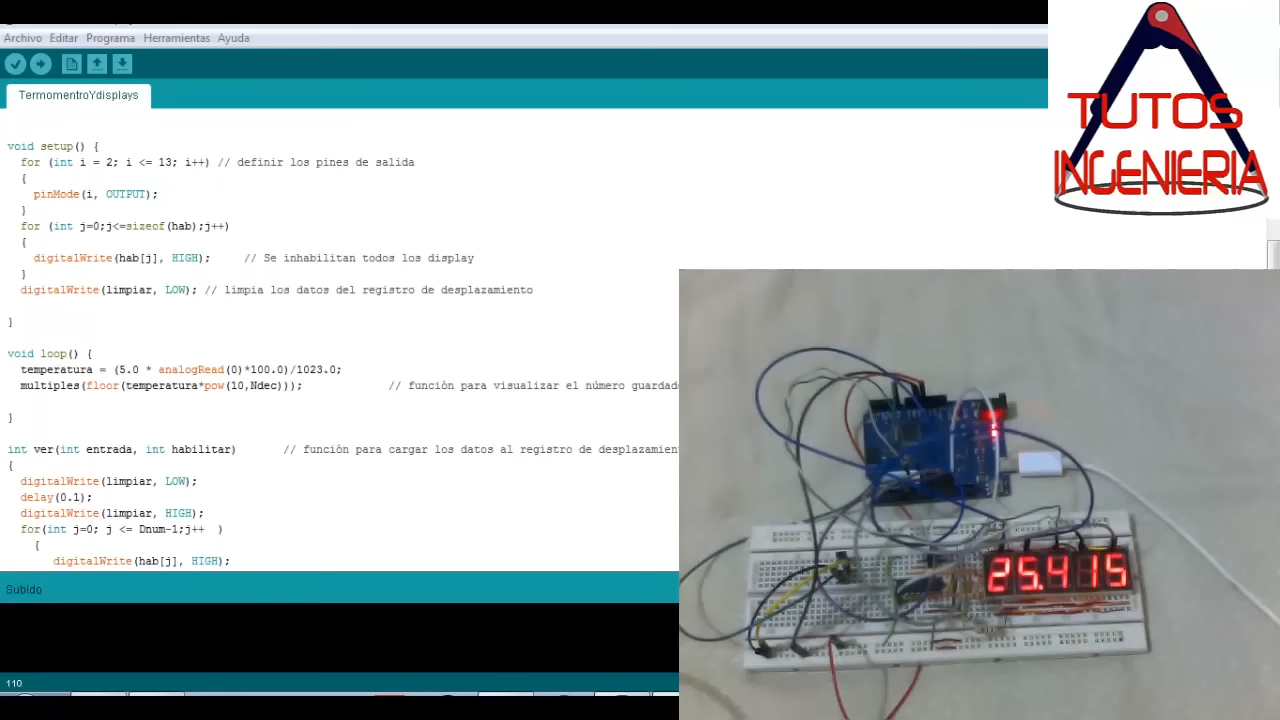 Archivo Editar Programa Herramientas Ayuda
TermomentroYdisplays
void setup() {
for (int i = 2; i <= 13; i++) // definir los pines de salida
{
pinMode(i, OUTPUT);
}
for (int j=0;j<=sizeof(hab);j++)
{
digitalWrite(hab[j], HIGH); // Se inhabilitan todos los display
}
digitalWrite(limpiar, LOW); // limpia los datos del registro de desplazamiento
}
void loop() {
temperatura = (5.0 * analogRead(0)*100.0)/1023.0;
multiples(floor(temperatura*pow(10,Ndec))); // función para visualizar el número guardado
}
int ver(int entrada, int habilitar) // función para cargar los datos al registro de desplazamien
{
digitalWrite(limpiar, LOW);
delay(0.1);
digitalWrite(limpiar, HIGH);
for(int j=0; j <= Dnum-1;j++ )
{
digitalWrite(hab[j], HIGH);
Subido
110
TUTOS
INGENIERIA
25.415